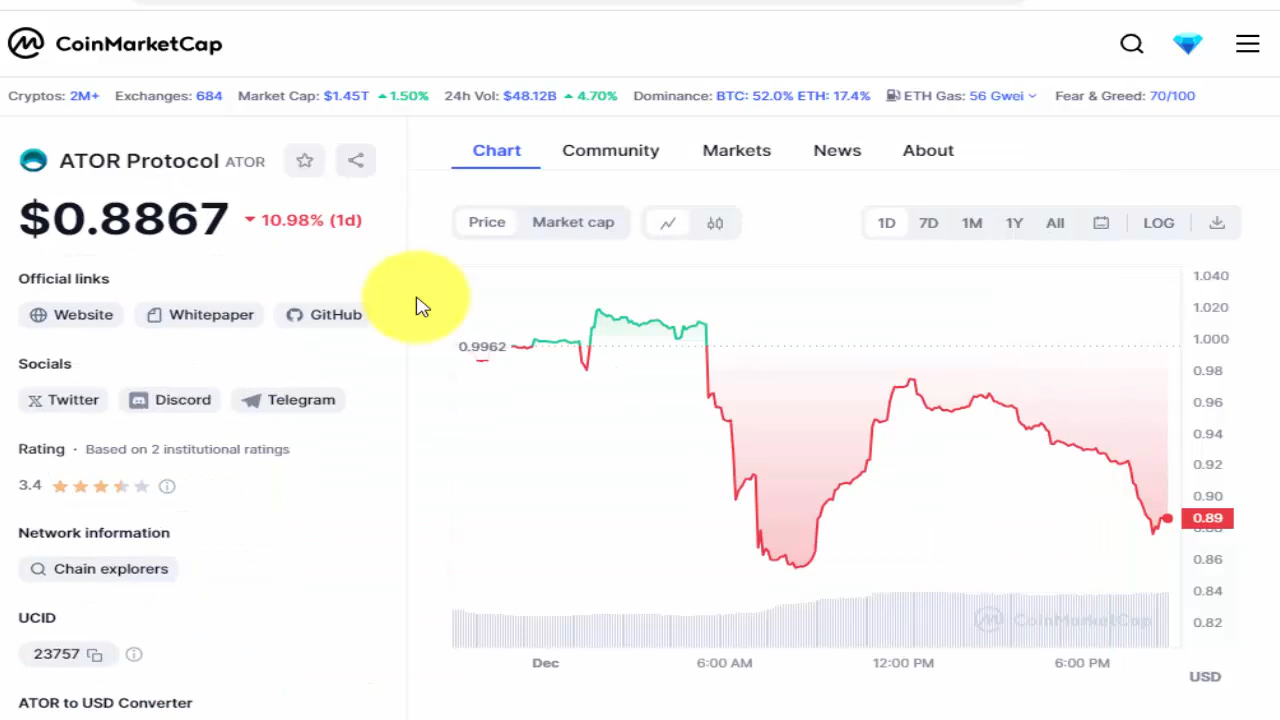 CoinMarketCap
Cryptos: 2M+ Exchanges: 684 Market Cap: $1.45T 1.50% 24h Vol: $48.12B 4.70% Dominance: BTC: 52.0% ETH: 17.4% ETH Gas: 56 Gwei Fear & Greed: 70/100
ATOR Protocol ATOR
$0.8867 10.98% (1d)
Official links
Website Whitepaper GitHub
Socials
Twitter Discord Telegram
Rating · Based on 2 institutional ratings
3.4
Network information
Chain explorers
UCID
23757
ATOR to USD Converter
Chart Community Markets News About
Price Market cap 1D 7D 1M 1Y All LOG
1.040
1.020
1.000
0.9962
0.98
0.96
0.94
0.92
0.90
0.89
0.86
0.84
0.82
CoinMarketCap
Dec 6:00 AM 12:00 PM 6:00 PM
USD